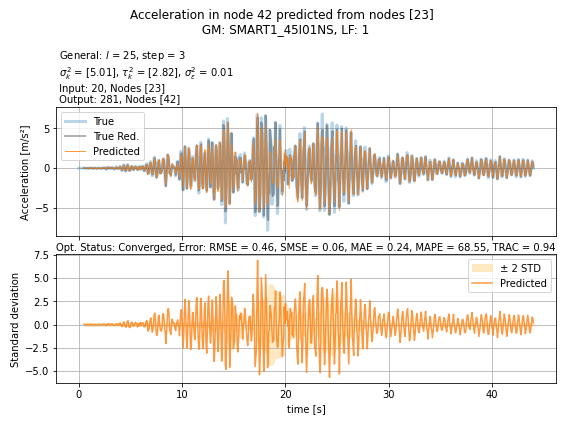 Acceleration in node 42 predicted from nodes [23]
GM: SMART1_45I01NS, LF: 1
General: l = 25, step = 3
σ²ₖ = [5.01], τ²ₖ = [2.82], σ²ε = 0.01
Input: 20, Nodes [23]
Output: 281, Nodes [42]
True
True Red.
Predicted
Acceleration [m/s²]
5
0
−5
Opt. Status: Converged, Error: RMSE = 0.46, SMSE = 0.06, MAE = 0.24, MAPE = 68.55, TRAC = 0.94
± 2 STD
Predicted
Standard deviation
7.5
5.0
2.5
0.0
−2.5
−5.0
0 10 20 30 40
time [s]